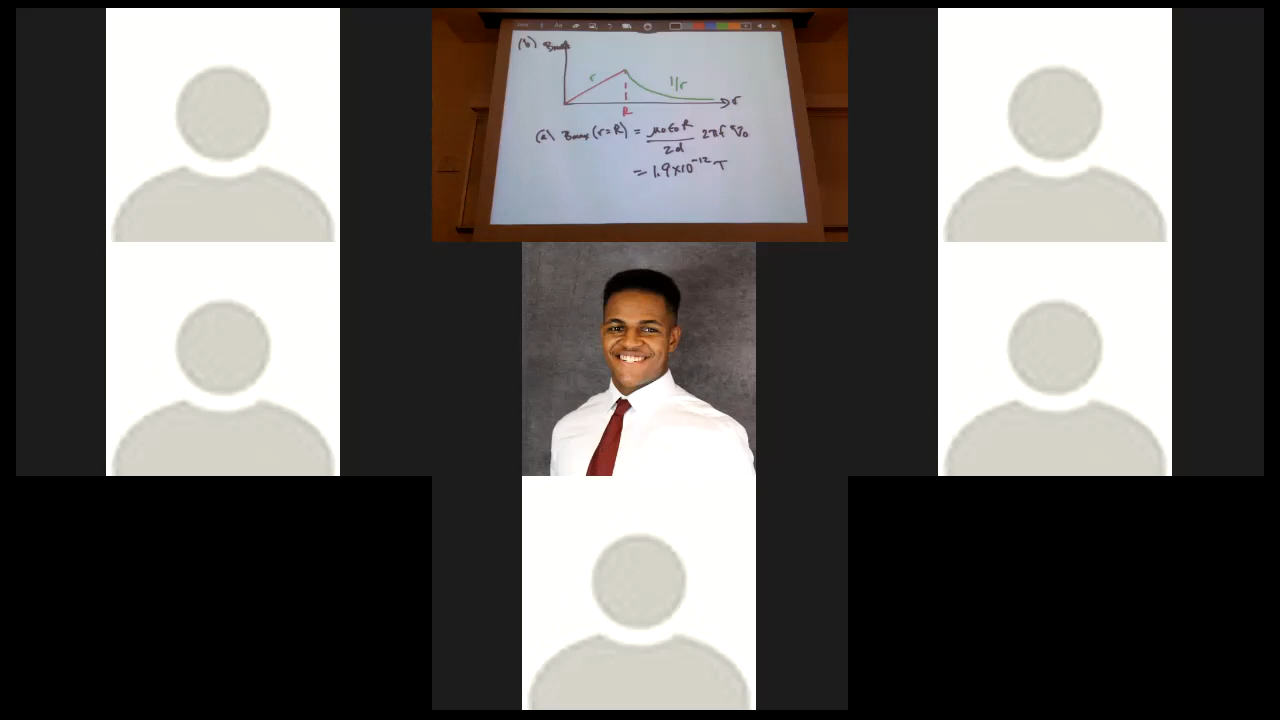 (b) Bmax
r
1/r
r
R
(a) Bmax (r=R) = μ0ε0R / 2d 2πf V0
= 1.9×10⁻¹² T